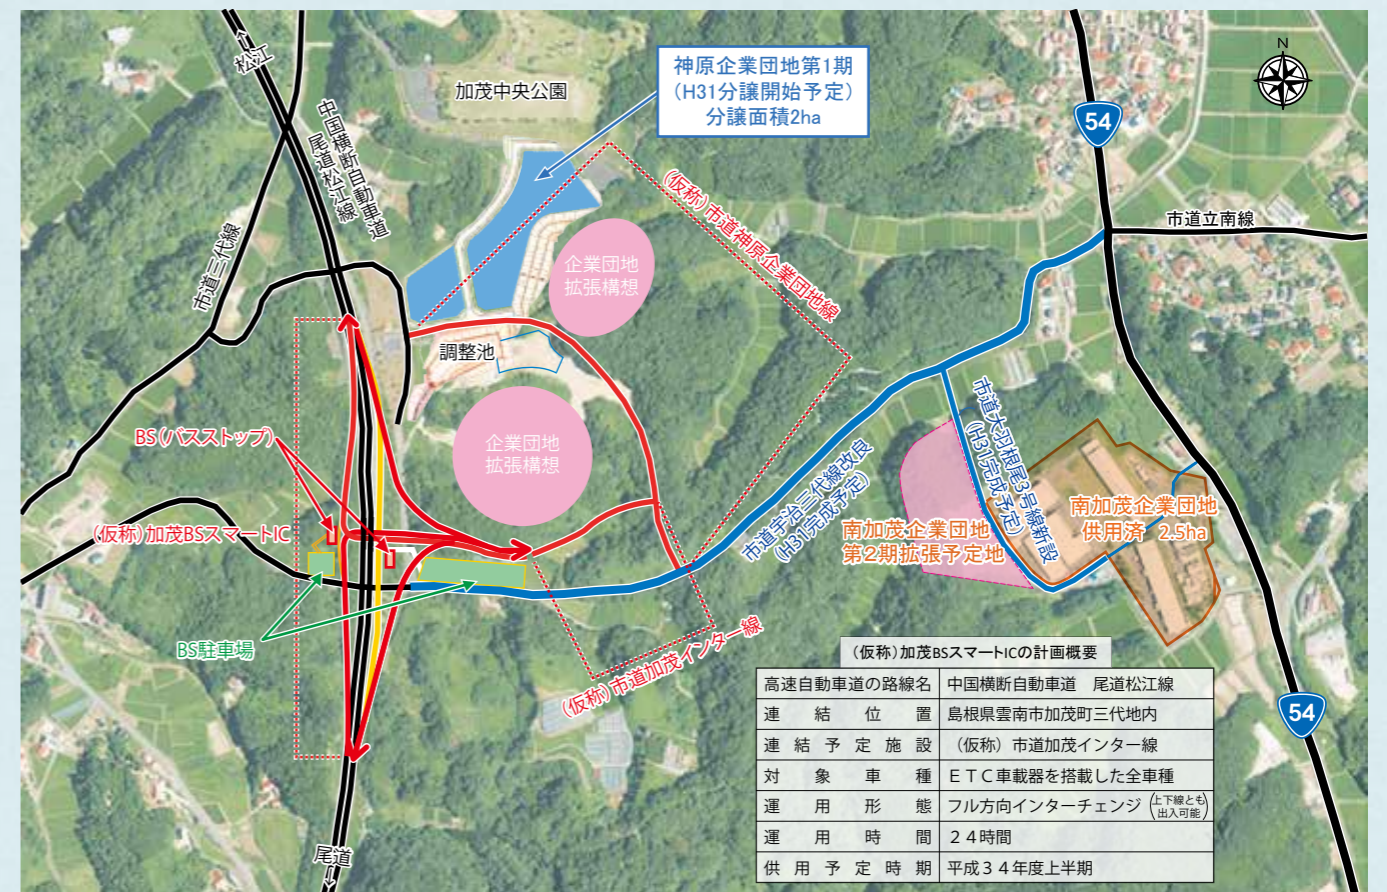 ↑
松江
加茂中央公園
神原企業団地第1期
(H31分譲開始予定)
分譲面積2ha
N
54
中国横断自動車道
尾道松江線
(仮称)市道神原企業団地線
市道立南線
市道三代線
企業団地
拡張構想
調整池
BS(バスストップ)
企業団地
拡張構想
市道大羽根尾3号線新設
(H31完成予定)
市道宇治三代線改良
(H31完成予定)
南加茂企業団地
供用済 2.5ha
南加茂企業団地
第2期拡張予定地
(仮称)加茂BSスマートIC
BS駐車場
(仮称)市道加茂インター線
54
尾道
↓
(仮称)加茂BSスマートICの計画概要
高速自動車道の路線名 中国横断自動車道 尾道松江線
連結位置 島根県雲南市加茂町三代地内
連結予定施設 (仮称)市道加茂インター線
対象車種 ETC車載器を搭載した全車種
運用形態 フル方向インターチェンジ(上下線とも出入可能)
運用時間 24時間
供用予定時期 平成34年度上半期